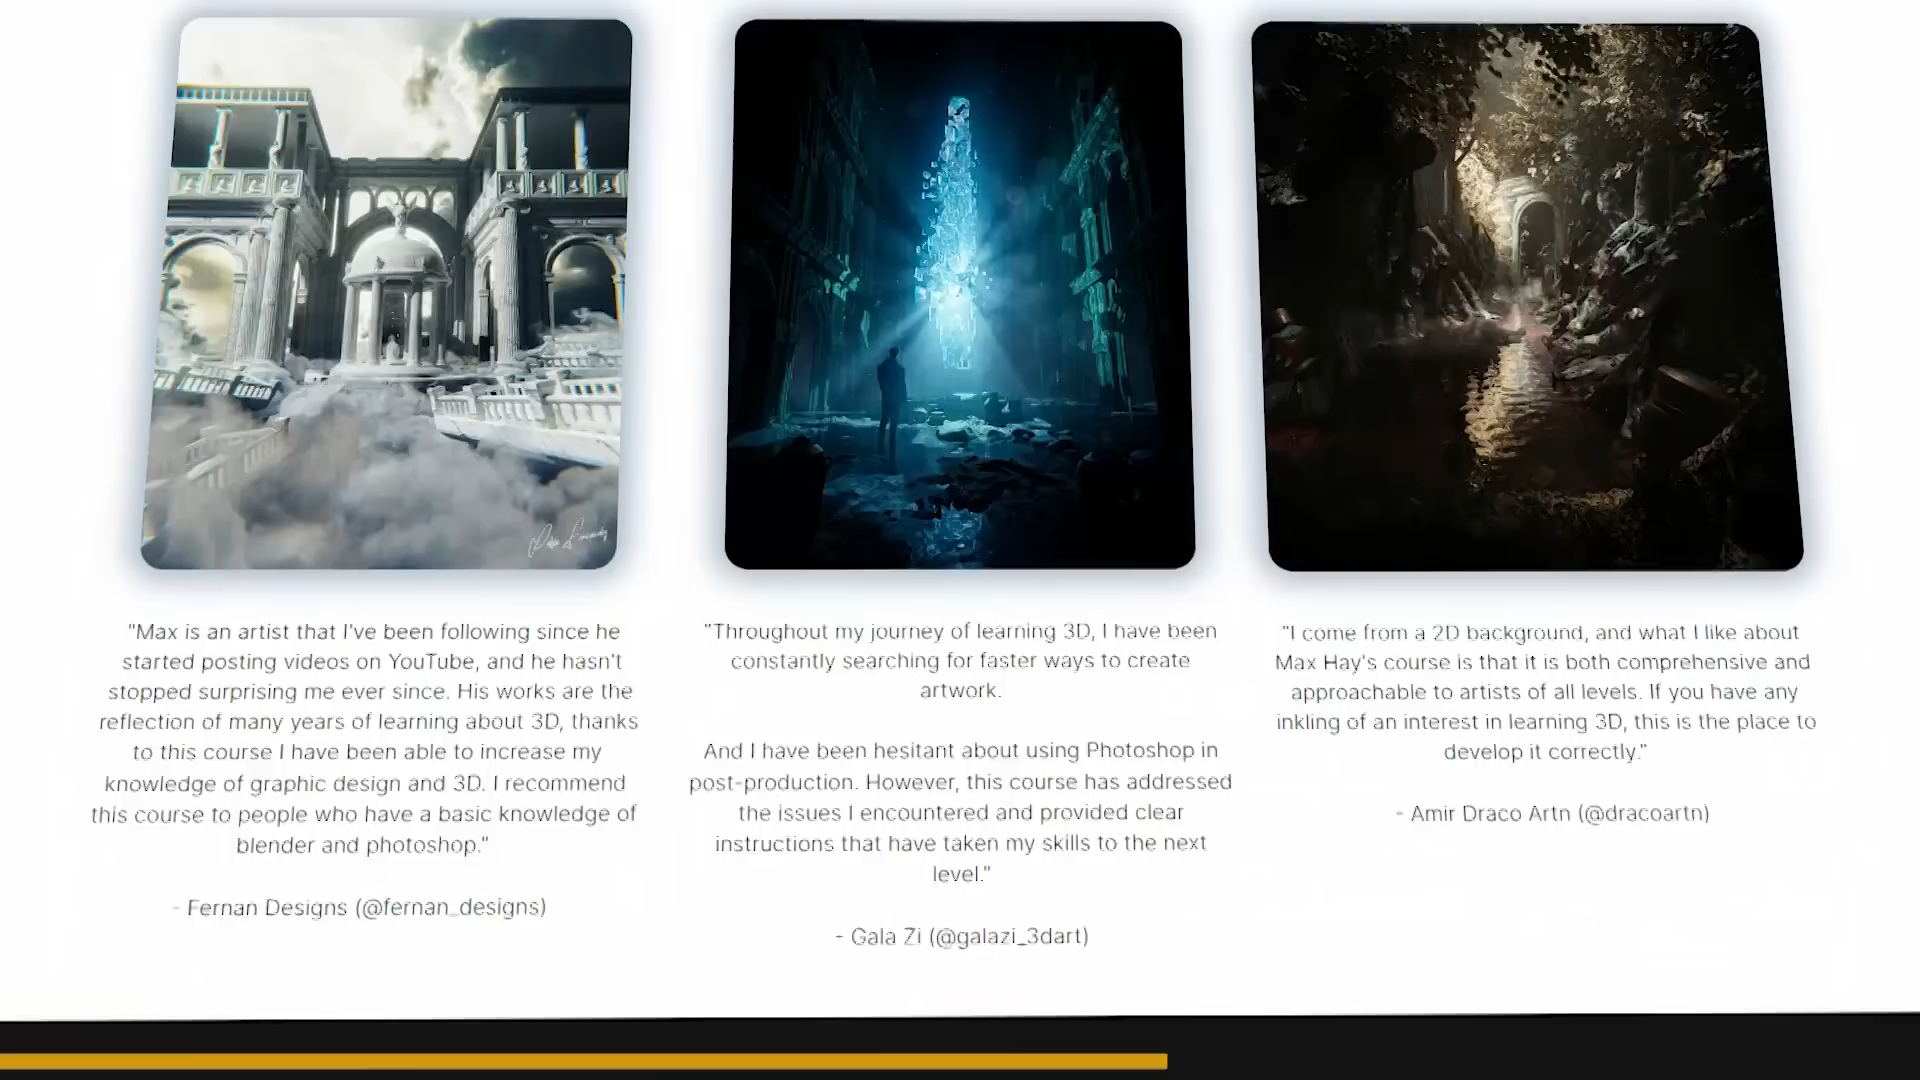 "Max is an artist that I've been following since he
started posting videos on YouTube, and he hasn't
stopped surprising me ever since. His works are the
reflection of many years of learning about 3D, thanks
to this course I have been able to increase my
knowledge of graphic design and 3D. I recommend
this course to people who have a basic knowledge of
blender and photoshop."
- Fernan Designs (@fernan_designs)
"Throughout my journey of learning 3D, I have been
constantly searching for faster ways to create
artwork.
And I have been hesitant about using Photoshop in
post-production. However, this course has addressed
the issues I encountered and provided clear
instructions that have taken my skills to the next
level."
- Gala Zi (@galazi_3dart)
"I come from a 2D background, and what I like about
Max Hay's course is that it is both comprehensive and
approachable to artists of all levels. If you have any
inkling of an interest in learning 3D, this is the place to
develop it correctly."
- Amir Draco Artn (@dracoartn)